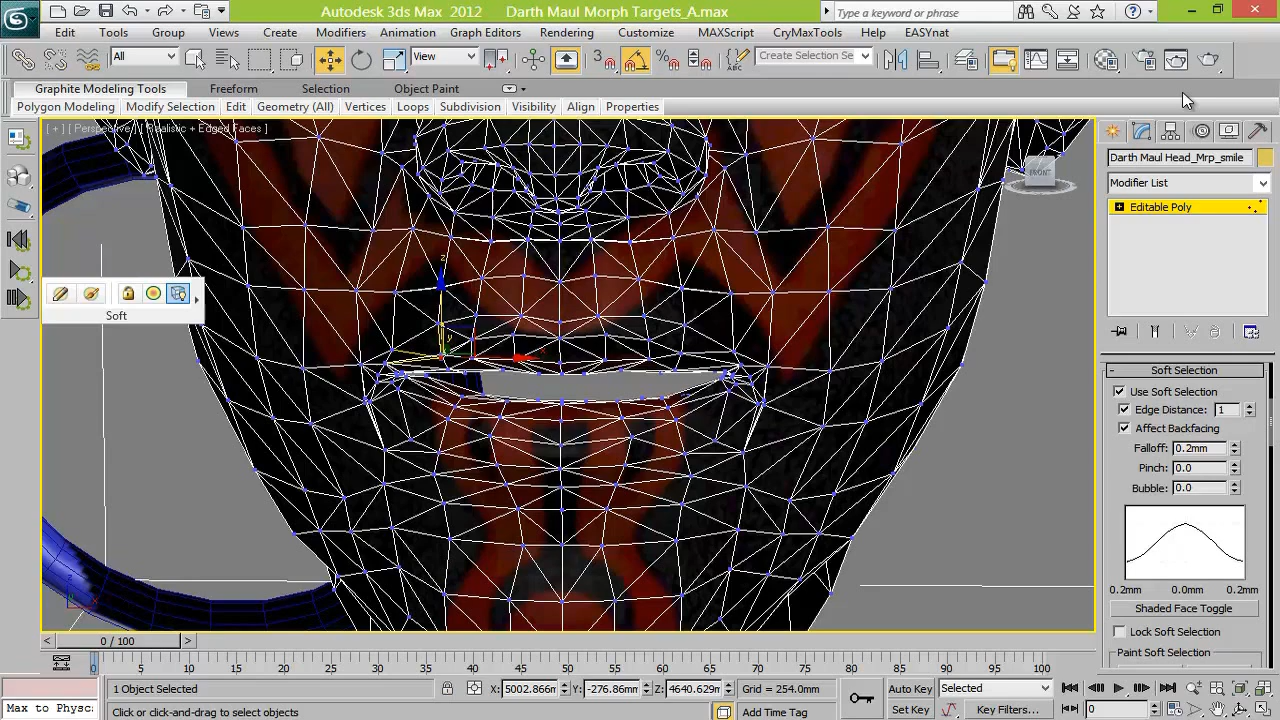 Autodesk 3ds Max 2012 Darth Maul Morph Targets_A.max
Type a keyword or phrase
Edit Tools Group Views Create Modifiers Animation Graph Editors Rendering Customize MAXScript CryMaxTools Help EASYnat
All View 3 Create Selection Se
Graphite Modeling Tools Freeform Selection Object Paint
Polygon Modeling Modify Selection Edit Geometry (All) Vertices Loops Subdivision Visibility Align Properties
[ + ] [ Perspective ] [ Realistic + Edged Faces ]
Darth Maul Head_Mrp_smile
FRONT
Modifier List
Editable Poly
z
y
Soft
Soft Selection
Use Soft Selection
Edge Distance: 1
Affect Backfacing
Falloff: 0.2mm
Pinch: 0.0
Bubble: 0.0
0.2mm 0.0mm 0.2mm
Shaded Face Toggle
Lock Soft Selection
Paint Soft Selection
0 / 100
0 5 10 15 20 25 30 35 40 45 50 55 60 65 70 75 80 85 90 95 100
1 Object Selected X: 5002.866m Y: -276.86mm Z: 4640.629m Grid = 254.0mm Auto Key Selected
Max to Physc Click or click-and-drag to select objects Add Time Tag Set Key Key Filters... 0